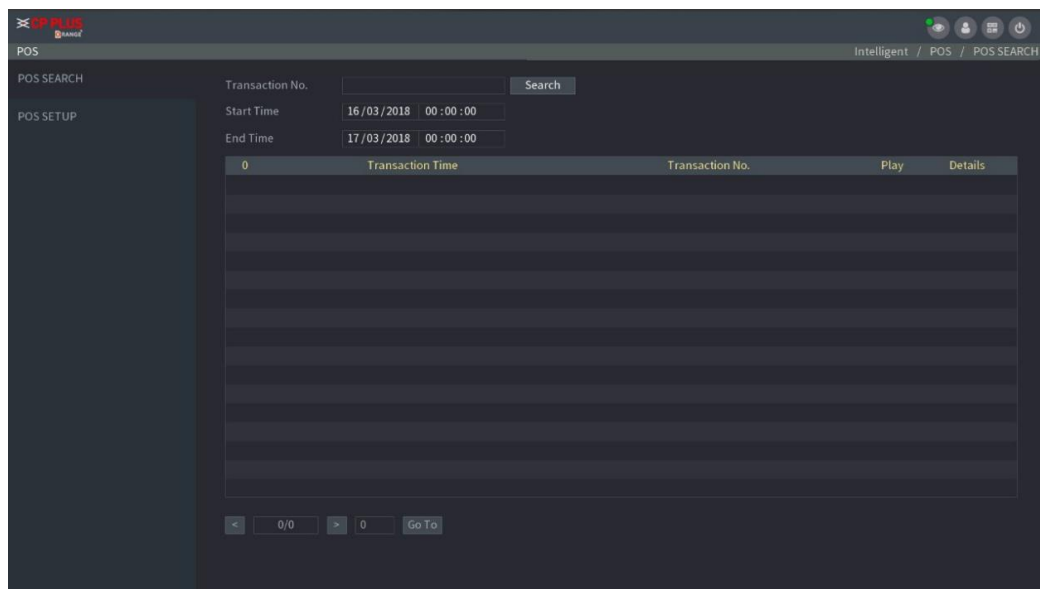 CP PLUS
ORANGE
POS
Intelligent / POS / POS SEARCH
POS SEARCH
POS SETUP
Transaction No.
Search
Start Time 16/03/2018 00:00:00
End Time 17/03/2018 00:00:00
0 Transaction Time Transaction No. Play Details
< 0/0 > 0 Go To